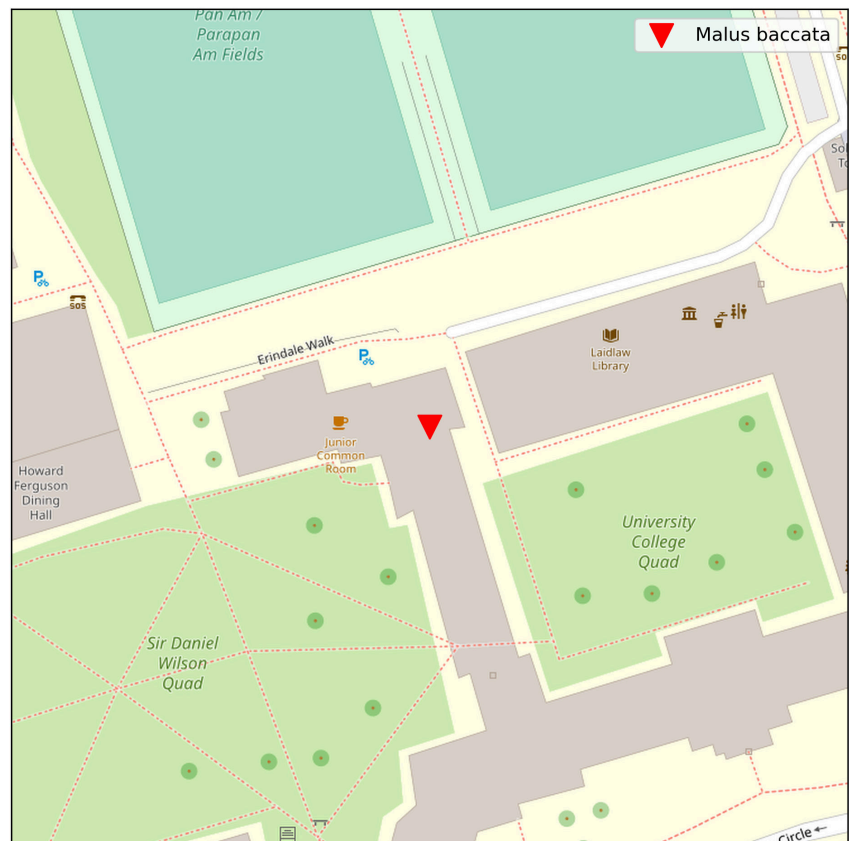 Pan Am /
Parapan
Am Fields
Malus baccata
SOS
Erindale Walk
Laidlaw
Library
Junior
Common
Room
Howard
Ferguson
Dining
Hall
University
College
Quad
Sir Daniel
Wilson
Quad
Circle